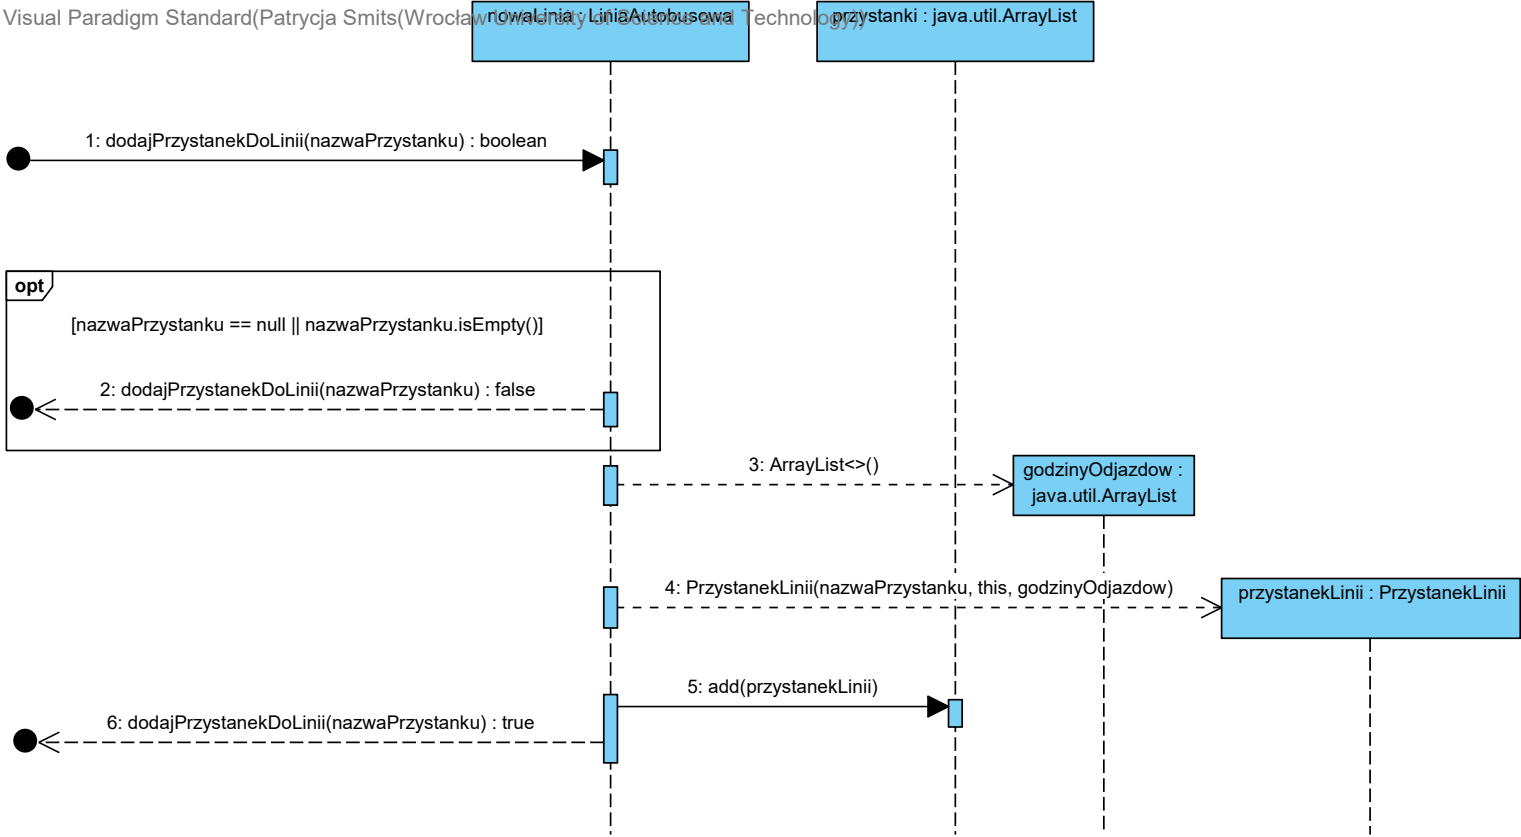 Visual Paradigm Standard(Patrycja Smits(Wrocław University of Science and Technology))
nowaLinia : LiniaAutobusowa
przystanki : java.util.ArrayList
1: dodajPrzystanekDoLinii(nazwaPrzystanku) : boolean
opt
[nazwaPrzystanku == null || nazwaPrzystanku.isEmpty()]
2: dodajPrzystanekDoLinii(nazwaPrzystanku) : false
3: ArrayList<>()
godzinyOdjazdow :
java.util.ArrayList
4: PrzystanekLinii(nazwaPrzystanku, this, godzinyOdjazdow)
przystanekLinii : PrzystanekLinii
5: add(przystanekLinii)
6: dodajPrzystanekDoLinii(nazwaPrzystanku) : true